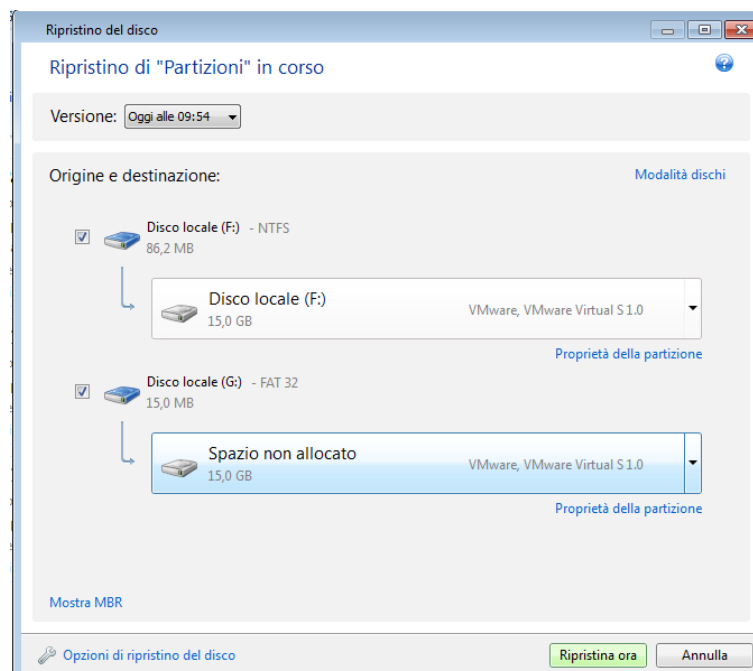 Ripristino del disco
Ripristino di "Partizioni" in corso
Versione: Oggi alle 09:54
Origine e destinazione:
Modalità dischi
Disco locale (F:) - NTFS
86,2 MB
Disco locale (F:)
15,0 GB
VMware, VMware Virtual S 1.0
Proprietà della partizione
Disco locale (G:) - FAT 32
15,0 MB
Spazio non allocato
15,0 GB
VMware, VMware Virtual S 1.0
Proprietà della partizione
Mostra MBR
Opzioni di ripristino del disco
Ripristina ora
Annulla